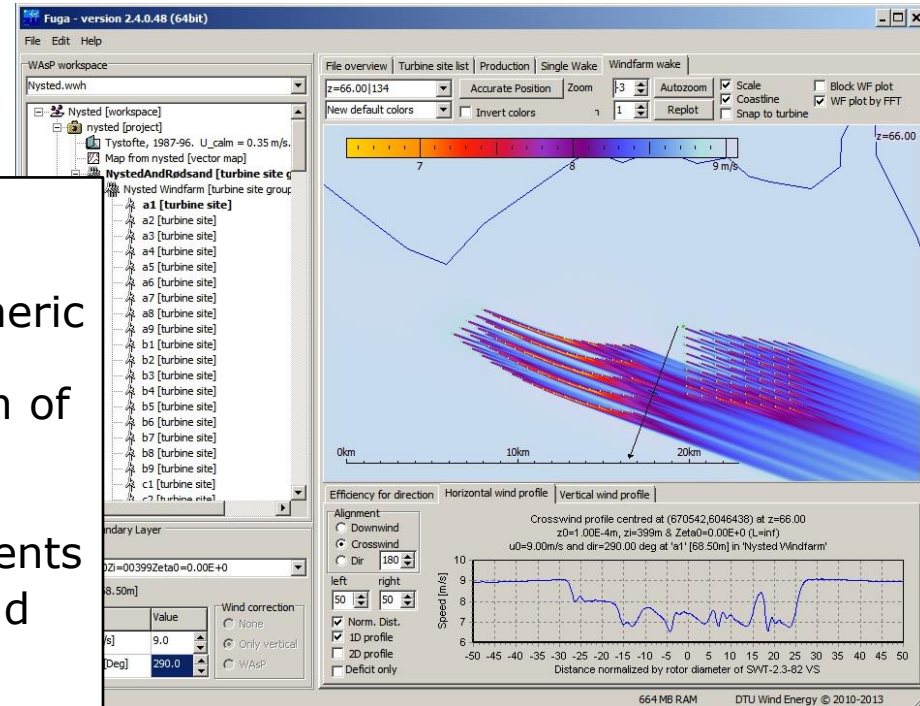 Fuga - version 2.4.0.48 (64bit)
File Edit Help
WAsP workspace
Nysted.wwh
Nysted [workspace]
nysted [project]
Tystofte, 1987-96. U_calm = 0.35 m/s.
Map from nysted [vector map]
NystedAndRødsand [turbine site g
Nysted Windfarm [turbine site group
a1 [turbine site]
a2 [turbine site]
a3 [turbine site]
a4 [turbine site]
a5 [turbine site]
a6 [turbine site]
a7 [turbine site]
a8 [turbine site]
a9 [turbine site]
b1 [turbine site]
b2 [turbine site]
b3 [turbine site]
b4 [turbine site]
b5 [turbine site]
b6 [turbine site]
b7 [turbine site]
b8 [turbine site]
b9 [turbine site]
c1 [turbine site]
c2 [turbine site]
neric
n of
ents
d
ndary Layer
0Zi=00399Zeta0=0.00E+0
8.50m]
Value
/s] 9.0
[Deg] 290.0
Wind correction
None
Only vertical
WAsP
File overview Turbine site list Production Single Wake Windfarm wake
z=66.00|134 Accurate Position Zoom -3 Autozoom Scale Block WF plot
Coastline WF plot by FFT
New default colors Invert colors 1 Replot Snap to turbine
z=66.00
7 8 9 m/s
0km 10km 20km
Efficiency for direction Horizontal wind profile Vertical wind profile
Alignment
Downwind
Crosswind
Dir 180
left right
50 50
Norm. Dist.
1D profile
2D profile
Deficit only
Crosswind profile centred at (670542,6046438) at z=66.00
z0=1.00E-4m, zi=399m & Zeta0=0.00E+0 (L=inf)
u0=9.00m/s and dir=290.00 deg at 'a1' [68.50m] in 'Nysted Windfarm'
Speed [m/s]
10
9
8
7
6
-50 -45 -40 -35 -30 -25 -20 -15 -10 -5 0 5 10 15 20 25 30 35 40 45 50
Distance normalized by rotor diameter of SWT-2.3-82 VS
664 MB RAM DTU Wind Energy © 2010-2013